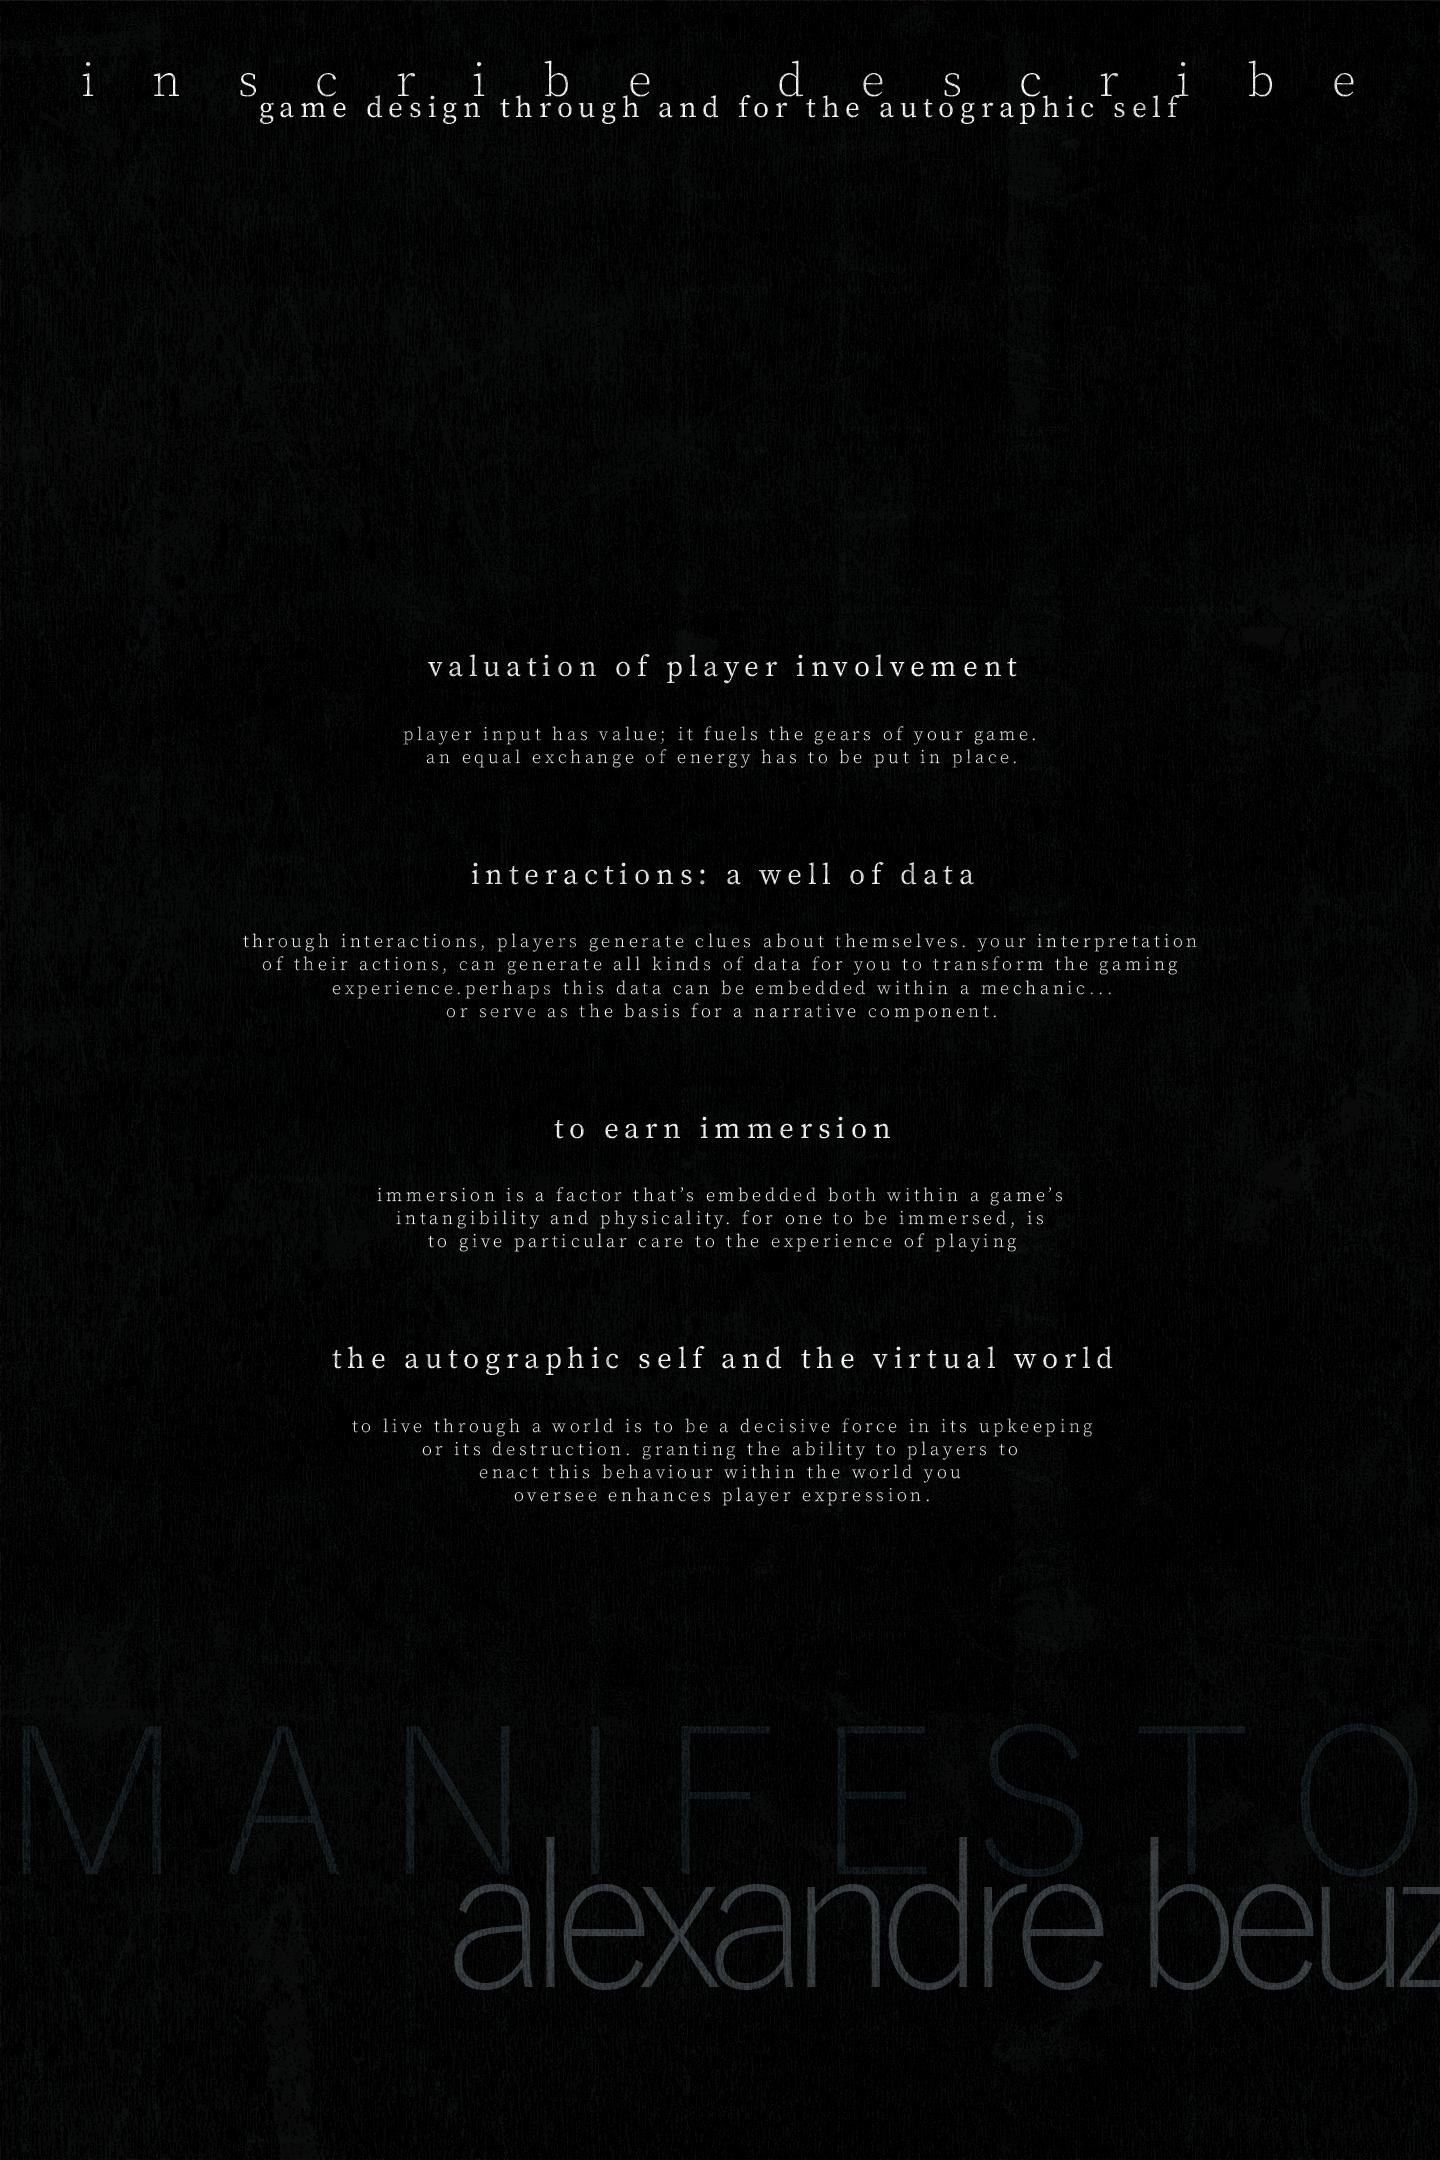 inscribe describe
game design through and for the autographic self
valuation of player involvement
player input has value; it fuels the gears of your game.
an equal exchange of energy has to be put in place.
interactions: a well of data
through interactions, players generate clues about themselves. your interpretation
of their actions, can generate all kinds of data for you to transform the gaming
experience.perhaps this data can be embedded within a mechanic...
or serve as the basis for a narrative component.
to earn immersion
immersion is a factor that’s embedded both within a game’s
intangibility and physicality. for one to be immersed, is
to give particular care to the experience of playing
the autographic self and the virtual world
to live through a world is to be a decisive force in its upkeeping
or its destruction. granting the ability to players to
enact this behaviour within the world you
oversee enhances player expression.
MANIFESTO
alexandre beuz